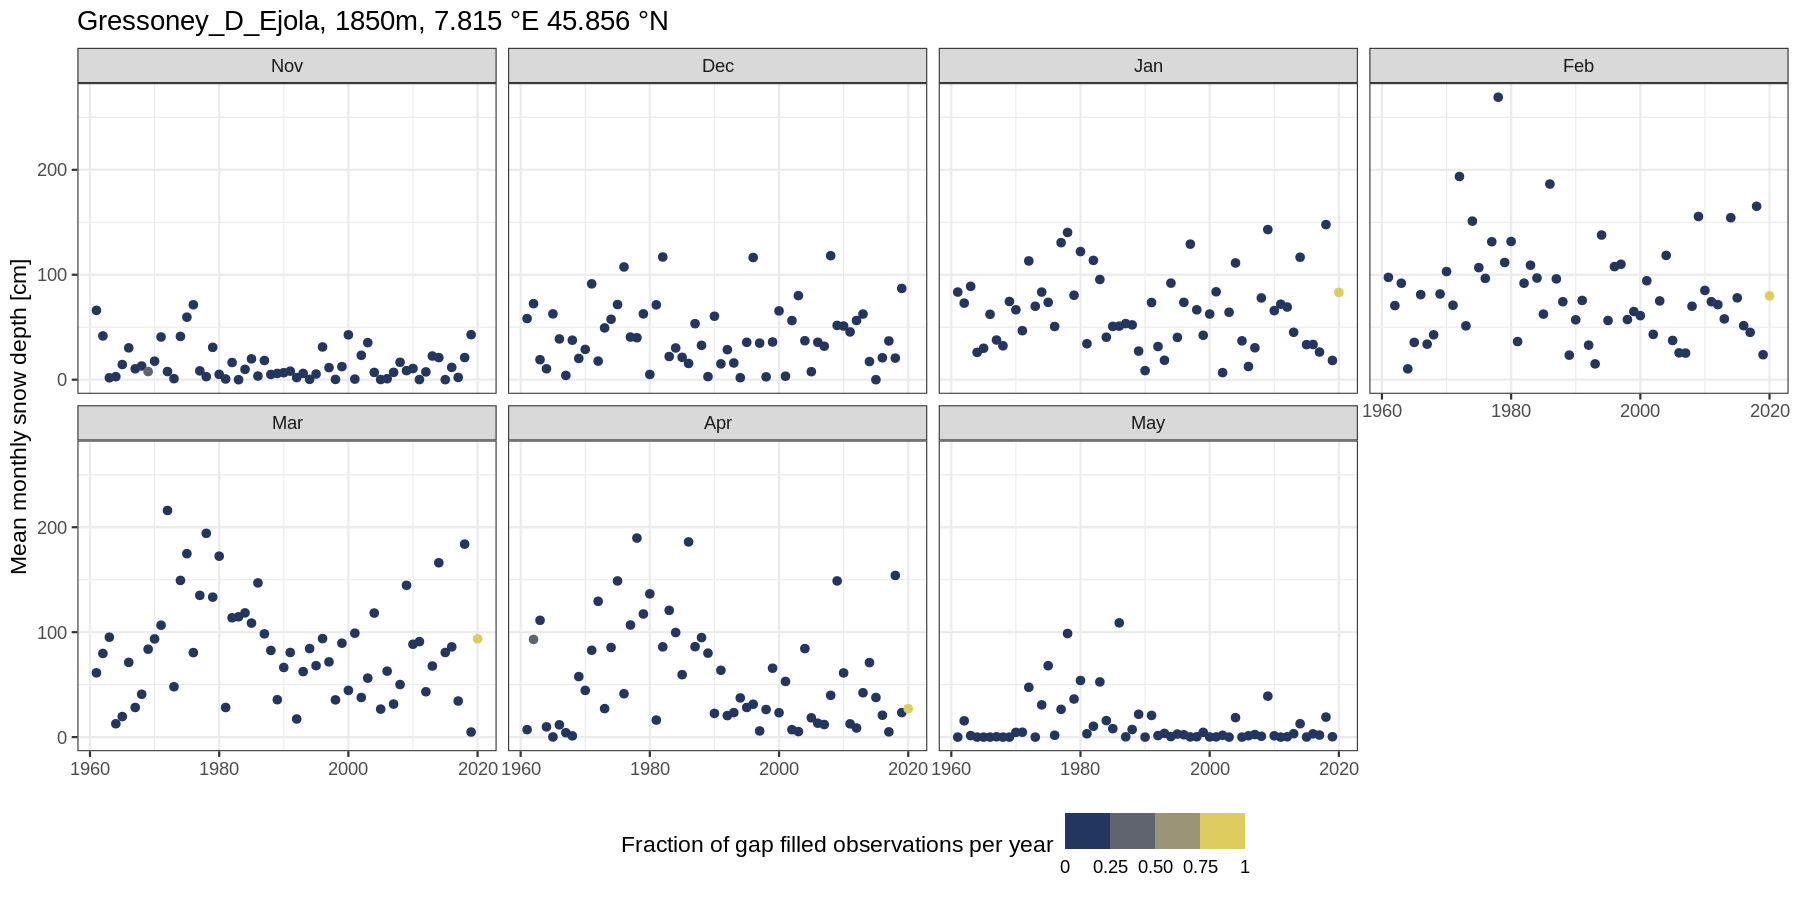 Gressoney_D_Ejola, 1850m, 7.815 °E 45.856 °N
Nov
Dec
Jan
Feb
200
100
0
1960 1980 2000 2020
Mean monthly snow depth [cm]
Mar
Apr
May
200
100
0
1960 1980 2000 2020
1960 1980 2000 2020
1960 1980 2000 2020
Fraction of gap filled observations per year
0 0.25 0.50 0.75 1